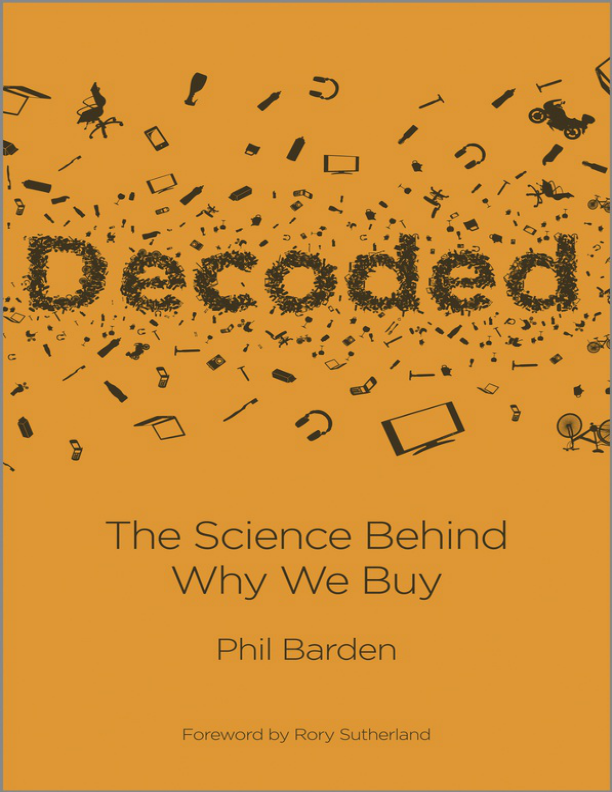 Decoded
The Science Behind
Why We Buy
Phil Barden
Foreword by Rory Sutherland